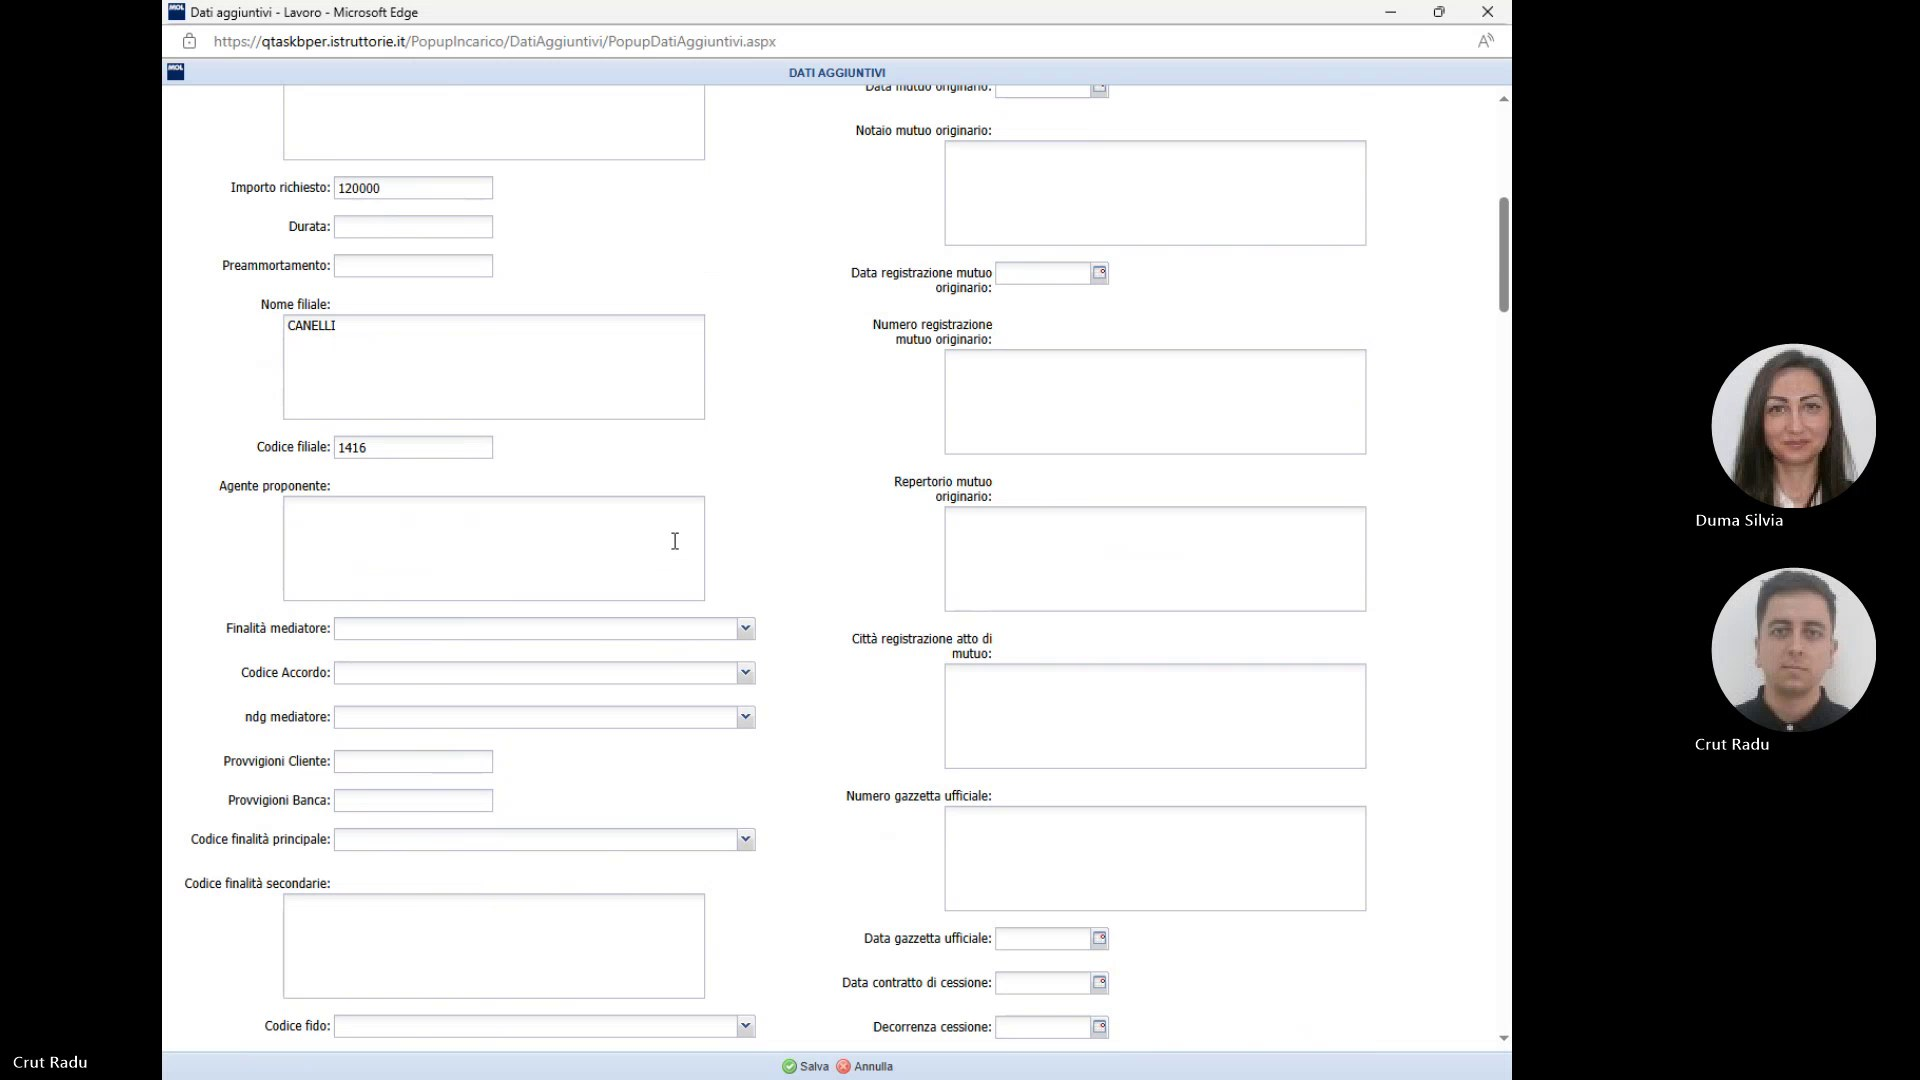 Dati aggiuntivi - Lavoro - Microsoft Edge
https://qtaskbper.istruttorie.it/PopupIncarico/DatiAggiuntivi/PopupDatiAggiuntivi.aspx
MOL
DATI AGGIUNTIVI
Importo richiesto: 120000
Durata:
Preammortamento:
Nome filiale:
CANELLI
Codice filiale: 1416
Agente proponente:
Finalità mediatore:
Codice Accordo:
ndg mediatore:
Provvigioni Cliente:
Provvigioni Banca:
Codice finalità principale:
Codice finalità secondarie:
Codice fido:
Data mutuo originario:
Notaio mutuo originario:
Data registrazione mutuo
originario:
Numero registrazione
mutuo originario:
Repertorio mutuo
originario:
Città registrazione atto di
mutuo:
Numero gazzetta ufficiale:
Data gazzetta ufficiale:
Data contratto di cessione:
Decorrenza cessione:
Salva Annulla
Duma Silvia
Crut Radu
Crut Radu